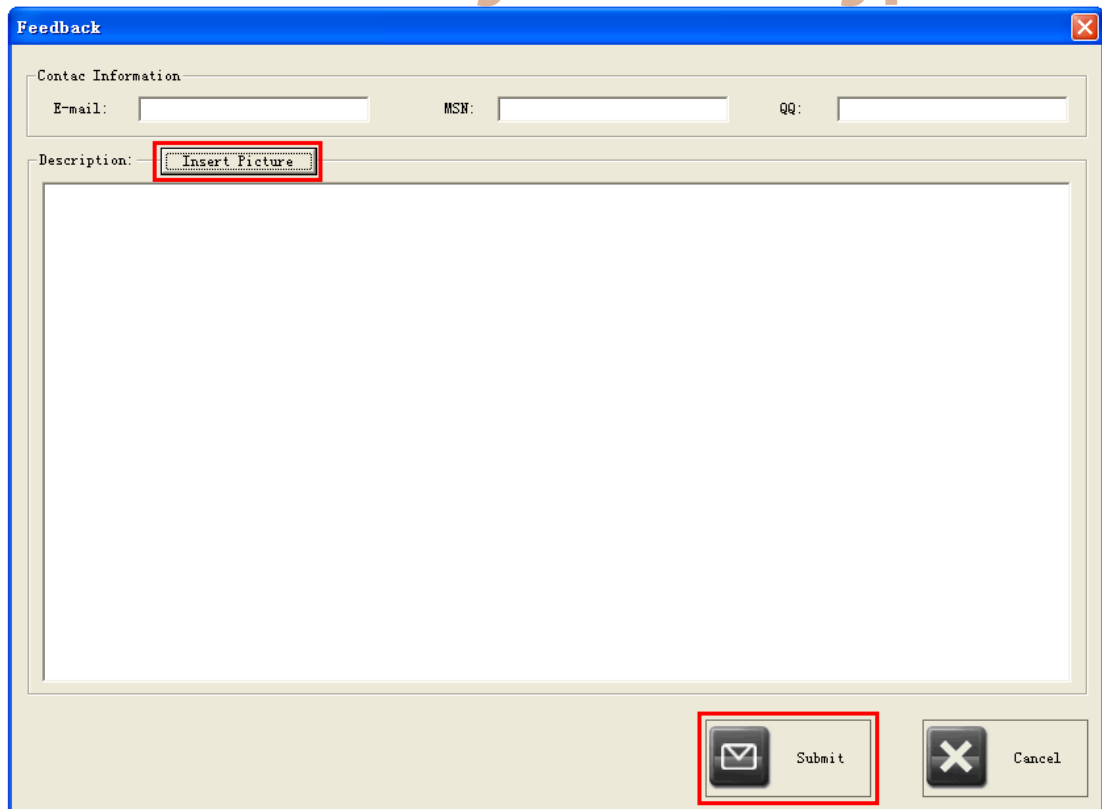 Feedback
Contac Information
E-mail: MSN: QQ:
Description: Insert Picture
Submit Cancel